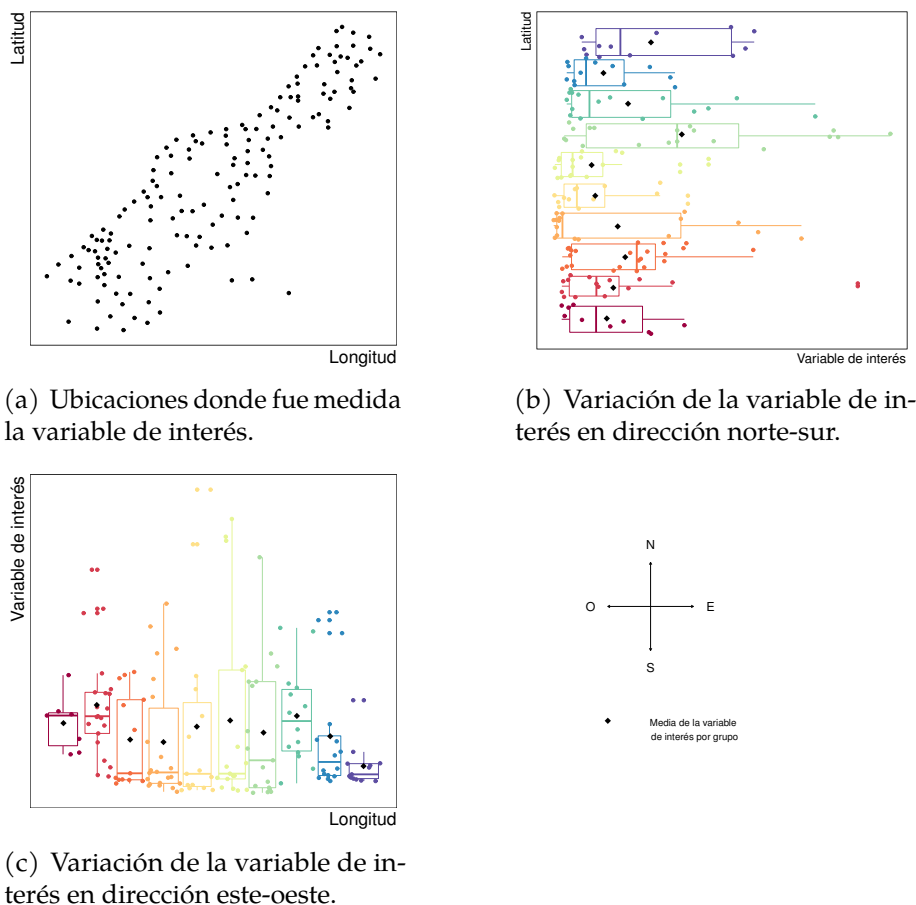 Latitud
Longitud
(a) Ubicaciones donde fue medida
la variable de interés.
Latitud
Variable de interés
(b) Variación de la variable de in-
terés en dirección norte-sur.
Variable de interés
Longitud
(c) Variación de la variable de in-
terés en dirección este-oeste.
N
O
E
S
Media de la variable
de interés por grupo